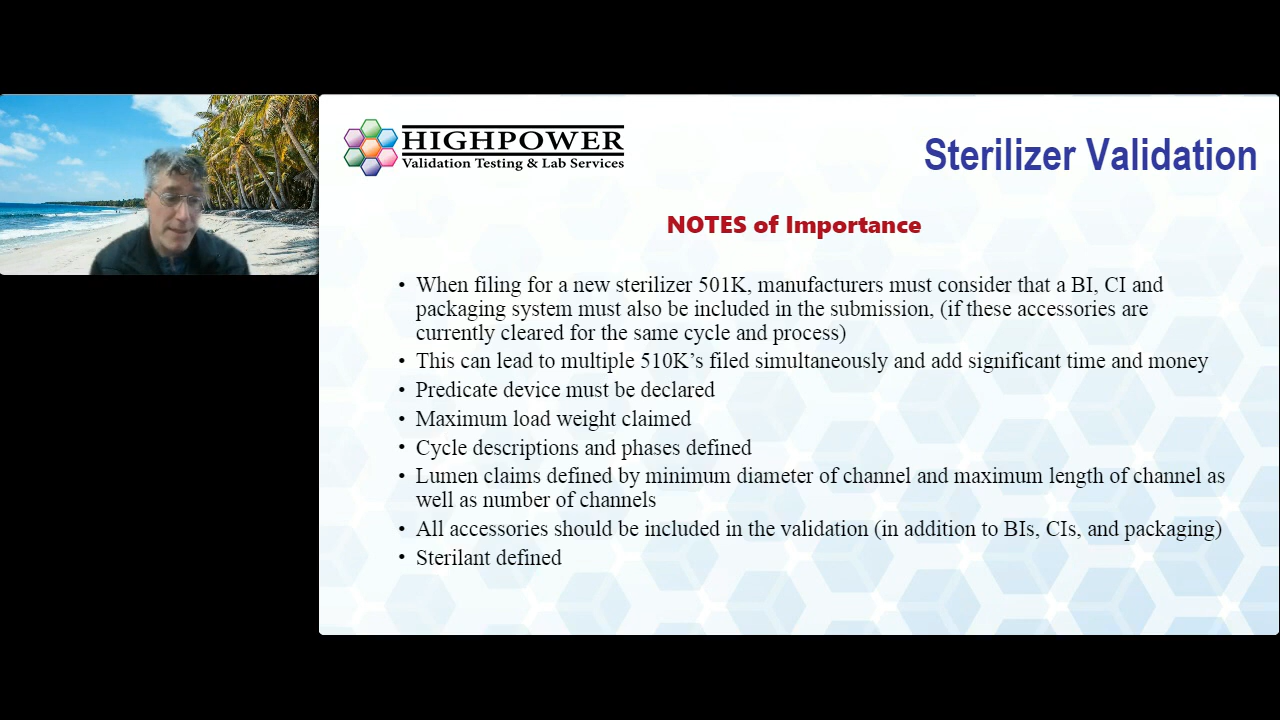 HIGHPOWER
Validation Testing & Lab Services
Sterilizer Validation
NOTES of Importance
• When filing for a new sterilizer 501K, manufacturers must consider that a BI, CI and
packaging system must also be included in the submission, (if these accessories are
currently cleared for the same cycle and process)
• This can lead to multiple 510K’s filed simultaneously and add significant time and money
• Predicate device must be declared
• Maximum load weight claimed
• Cycle descriptions and phases defined
• Lumen claims defined by minimum diameter of channel and maximum length of channel as
well as number of channels
• All accessories should be included in the validation (in addition to BIs, CIs, and packaging)
• Sterilant defined